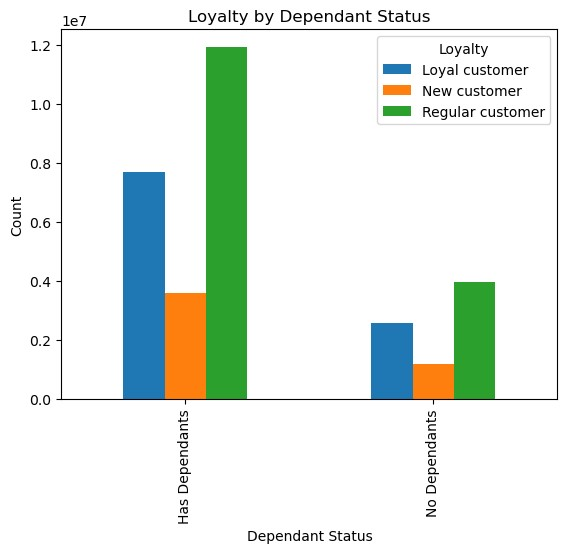 Loyalty by Dependant Status
1e7
Loyalty
Loyal customer
New customer
Regular customer
1.2
1.0
0.8
0.6
0.4
0.2
0.0
Count
Has Dependants
No Dependants
Dependant Status